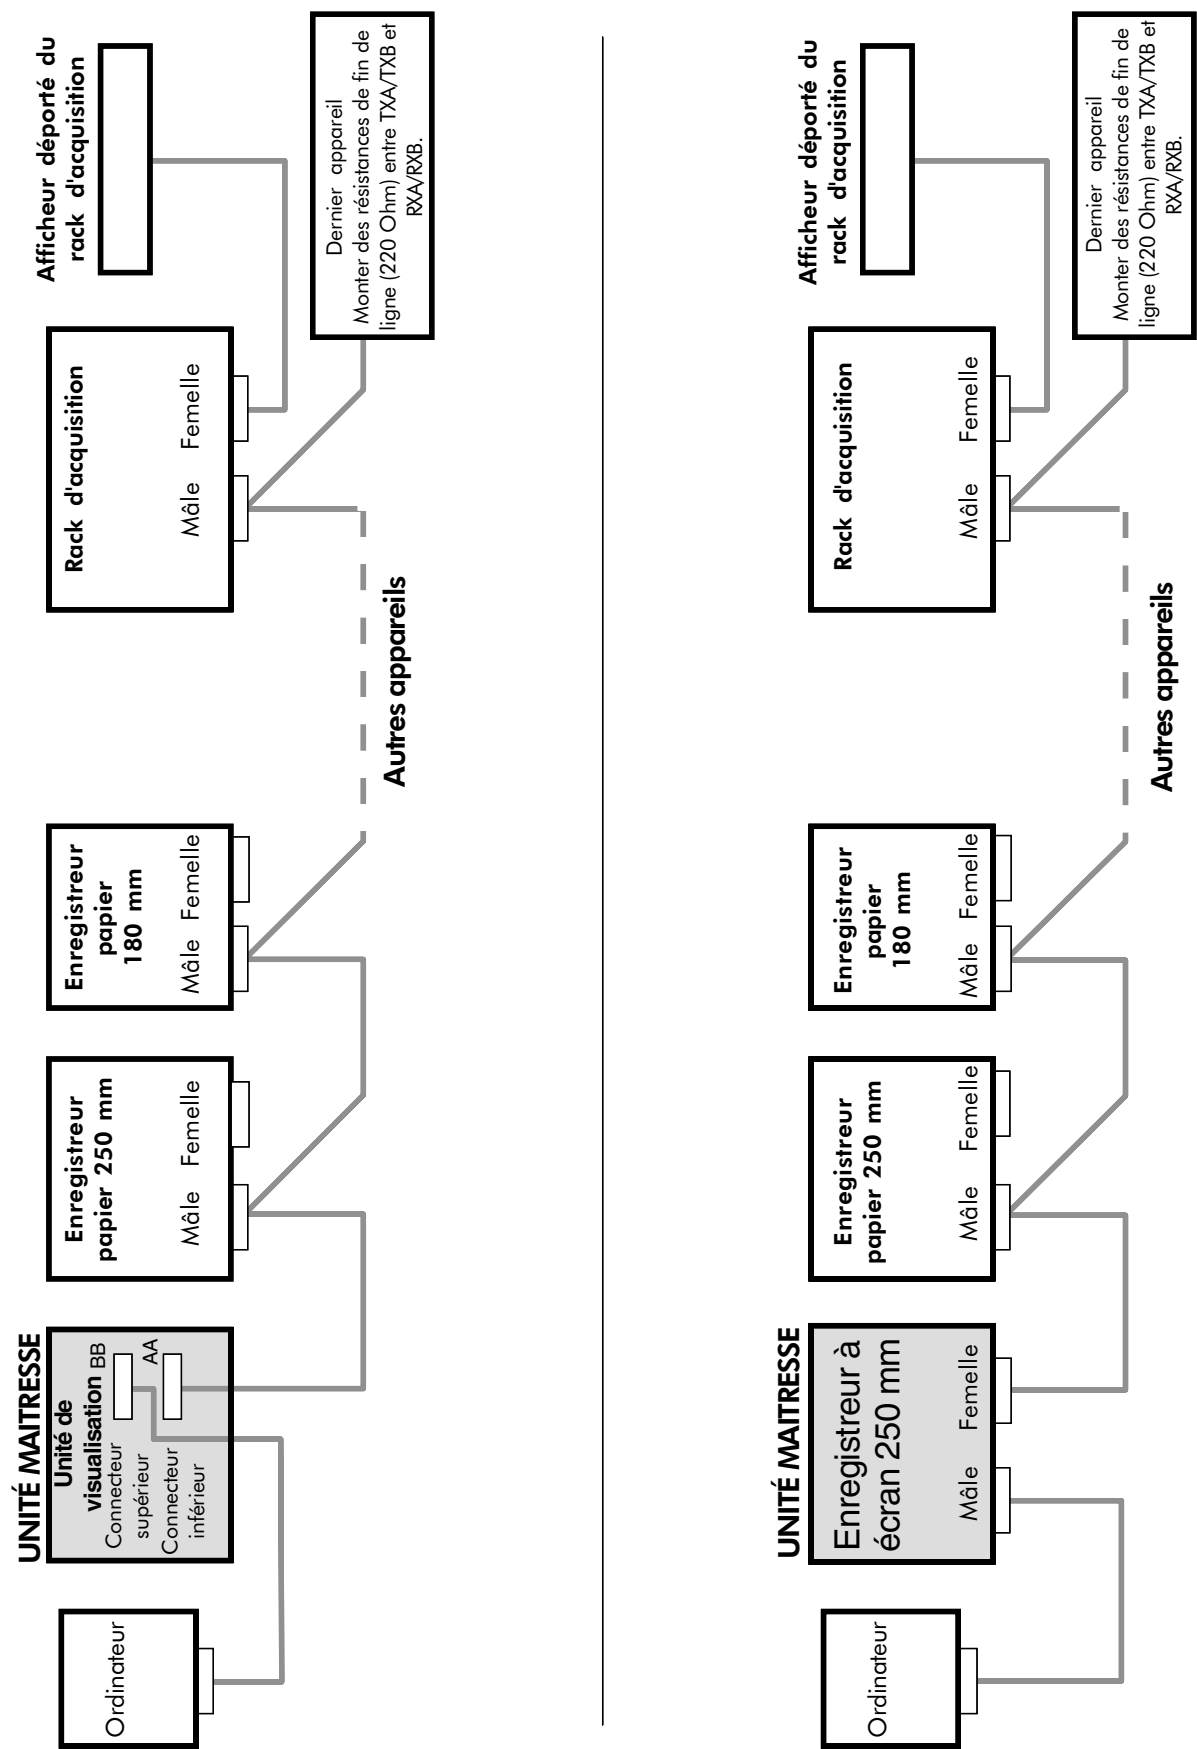 UNITÉ MAITRESSE
Ordinateur
Unité de
visualisation
BB
Connecteur
supérieur
AA
Connecteur
inférieur
Enregistreur
papier 250 mm
Mâle Femelle
Enregistreur
papier
180 mm
Mâle Femelle
Autres appareils
Rack d'acquisition
Mâle Femelle
Afficheur déporté du
rack d'acquisition
Dernier appareil
Monter des résistances de fin de
ligne (220 Ohm) entre TXA/TXB et
RXA/RXB.
UNITÉ MAITRESSE
Ordinateur
Enregistreur à
écran 250 mm
Mâle Femelle
Enregistreur
papier 250 mm
Mâle Femelle
Enregistreur
papier
180 mm
Mâle Femelle
Autres appareils
Rack d'acquisition
Mâle Femelle
Afficheur déporté du
rack d'acquisition
Dernier appareil
Monter des résistances de fin de
ligne (220 Ohm) entre TXA/TXB et
RXA/RXB.